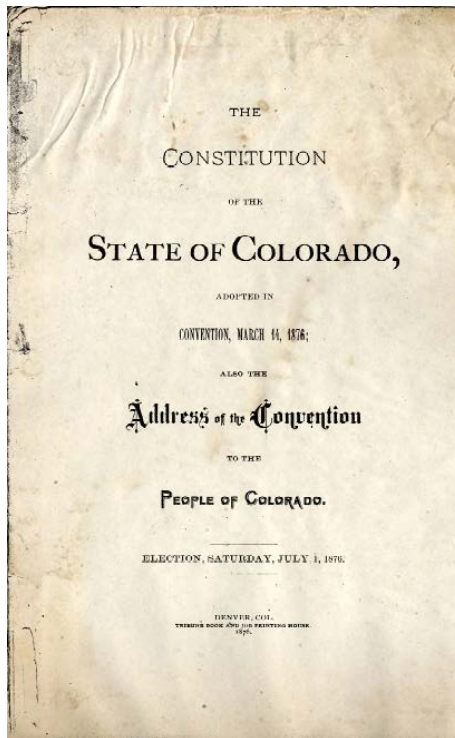 THE
CONSTITUTION
OF THE
STATE OF COLORADO,
ADOPTED IN
CONVENTION, MARCH 14, 1876;
ALSO THE
Address of the Convention
TO THE
PEOPLE OF COLORADO.
ELECTION, SATURDAY, JULY 1, 1876.
DENVER, COL.
TRIBUNE BOOK AND JOB PRINTING HOUSE.
1876.